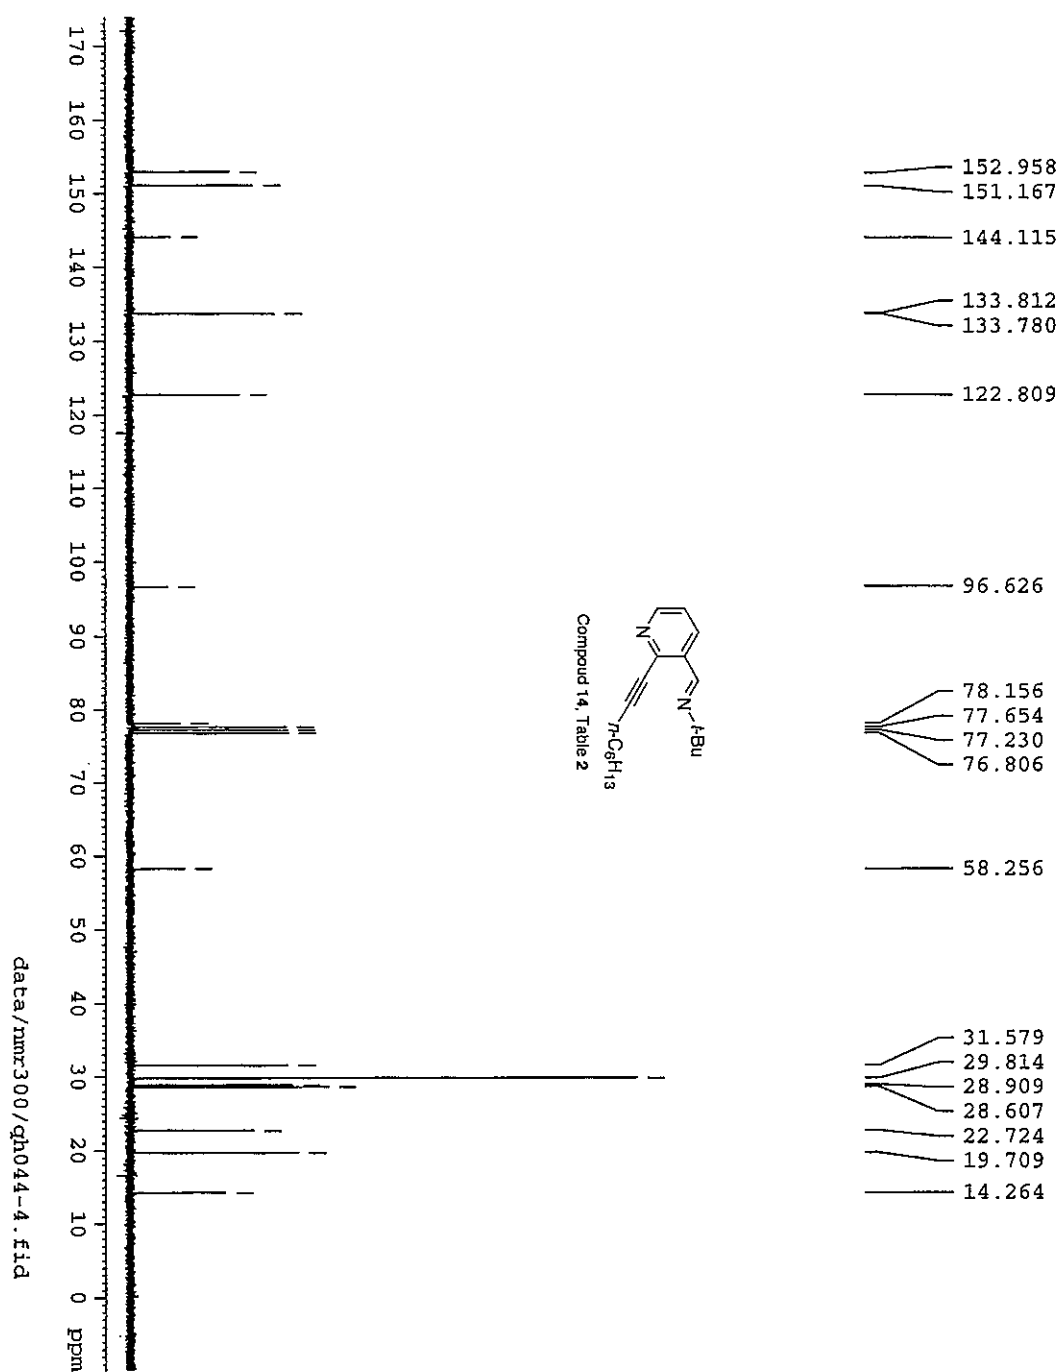 152.958
151.167
144.115
133.812
133.780
122.809
96.626
78.156
77.654
77.230
76.806
58.256
31.579
29.814
28.909
28.607
22.724
19.709
14.264
N
N
t-Bu
n-C6H13
Compoud 14, Table 2
170 160 150 140 130 120 110 100 90 80 70 60 50 40 30 20 10 0 ppm
data/nmr300/qh044-4.fid